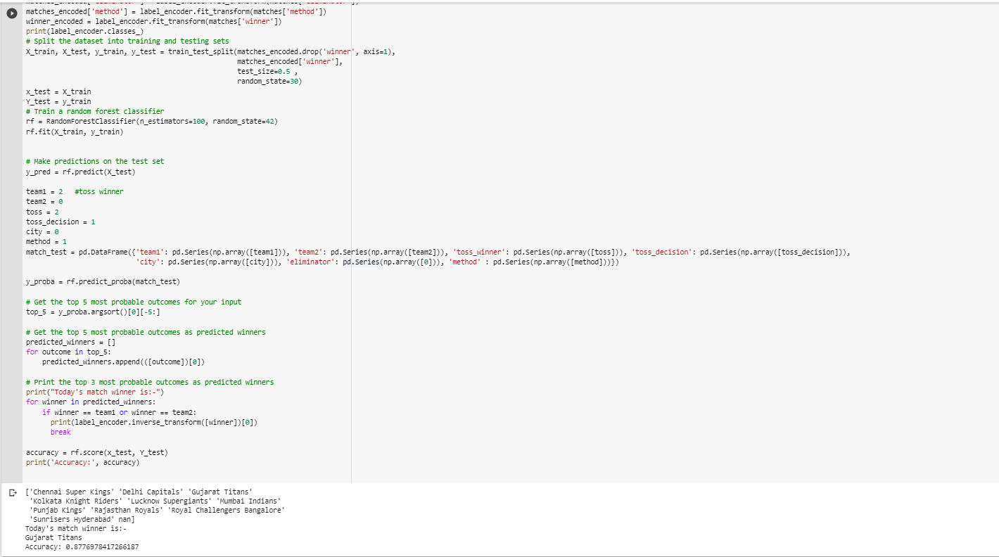 matches_encoded['eliminator'] = label_encoder.fit_transform(matches['eliminator'])
matches_encoded['method'] = label_encoder.fit_transform(matches['method'])
winner_encoded = label_encoder.fit_transform(matches['winner'])
print(label_encoder.classes_)
# Split the dataset into training and testing sets
X_train, X_test, y_train, y_test = train_test_split(matches_encoded.drop('winner', axis=1),
matches_encoded['winner'],
test_size=0.5 ,
random_state=30)
x_test = X_train
Y_test = y_train
# Train a random forest classifier
rf = RandomForestClassifier(n_estimators=100, random_state=42)
rf.fit(X_train, y_train)
# Make predictions on the test set
y_pred = rf.predict(X_test)
team1 = 2 #toss winner
team2 = 0
toss = 2
toss_decision = 1
city = 0
method = 1
match_test = pd.DataFrame({'team1': pd.Series(np.array([team1])), 'team2': pd.Series(np.array([team2])), 'toss_winner': pd.Series(np.array([toss])), 'toss_decision': pd.Series(np.array([toss_decision])),
'city': pd.Series(np.array([city])), 'eliminator': pd.Series(np.array([0])), 'method' : pd.Series(np.array([method]))})
y_proba = rf.predict_proba(match_test)
# Get the top 5 most probable outcomes for your input
top_5 = y_proba.argsort()[0][-5:]
# Get the top 5 most probable outcomes as predicted winners
predicted_winners = []
for outcome in top_5:
predicted_winners.append(([outcome])[0])
# Print the top 3 most probable outcomes as predicted winners
print("Today's match winner is:-")
for winner in predicted_winners:
if winner == team1 or winner == team2:
print(label_encoder.inverse_transform([winner])[0])
break
accuracy = rf.score(x_test, Y_test)
print('Accuracy:', accuracy)
['Chennai Super Kings' 'Delhi Capitals' 'Gujarat Titans'
'Kolkata Knight Riders' 'Lucknow Supergiants' 'Mumbai Indians'
'Punjab Kings' 'Rajasthan Royals' 'Royal Challengers Bangalore'
'Sunrisers Hyderabad' nan]
Today's match winner is:-
Gujarat Titans
Accuracy: 0.8776978417266187